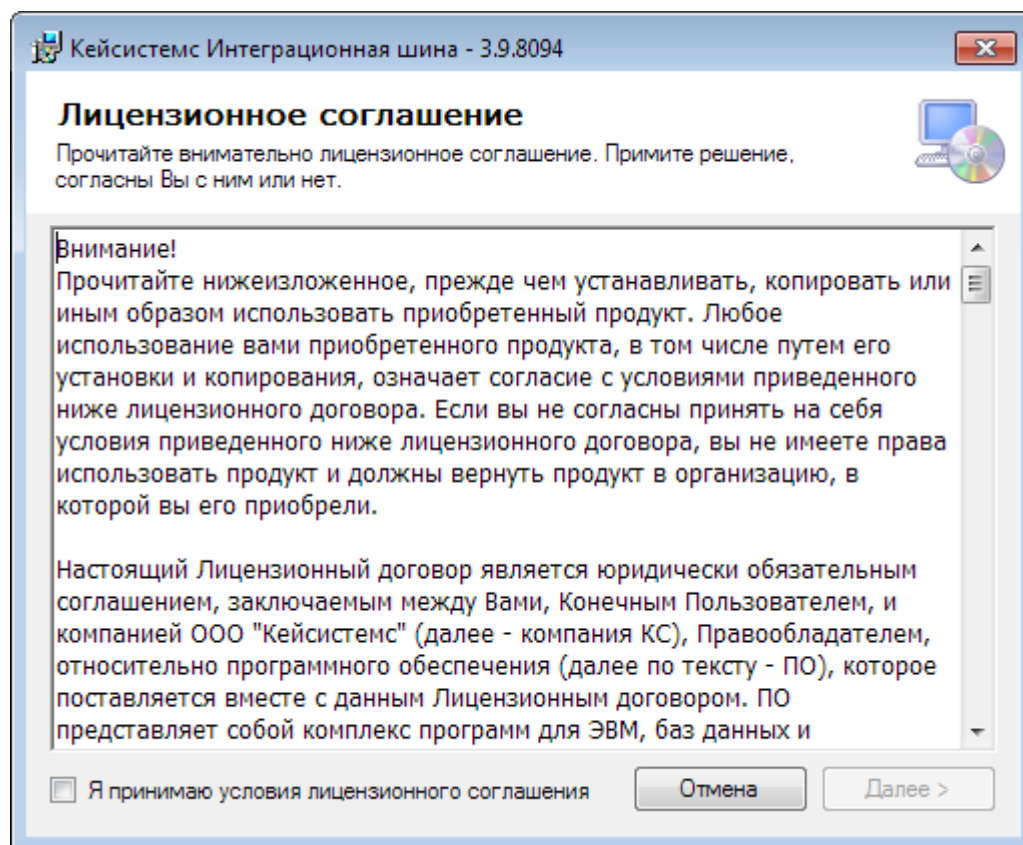 Кейсистемс Интеграционная шина - 3.9.8094
Лицензионное соглашение
Прочитайте внимательно лицензионное соглашение. Примите решение,
согласны Вы с ним или нет.
Внимание!
Прочитайте нижеизложенное, прежде чем устанавливать, копировать или
иным образом использовать приобретенный продукт. Любое
использование вами приобретенного продукта, в том числе путем его
установки и копирования, означает согласие с условиями приведенного
ниже лицензионного договора. Если вы не согласны принять на себя
условия приведенного ниже лицензионного договора, вы не имеете права
использовать продукт и должны вернуть продукт в организацию, в
которой вы его приобрели.
Настоящий Лицензионный договор является юридически обязательным
соглашением, заключаемым между Вами, Конечным Пользователем, и
компанией ООО "Кейсистемс" (далее - компания КС), Правообладателем,
относительно программного обеспечения (далее по тексту - ПО), которое
поставляется вместе с данным Лицензионным договором. ПО
представляет собой комплекс программ для ЭВМ, баз данных и
Я принимаю условия лицензионного соглашения
Отмена
Далее >